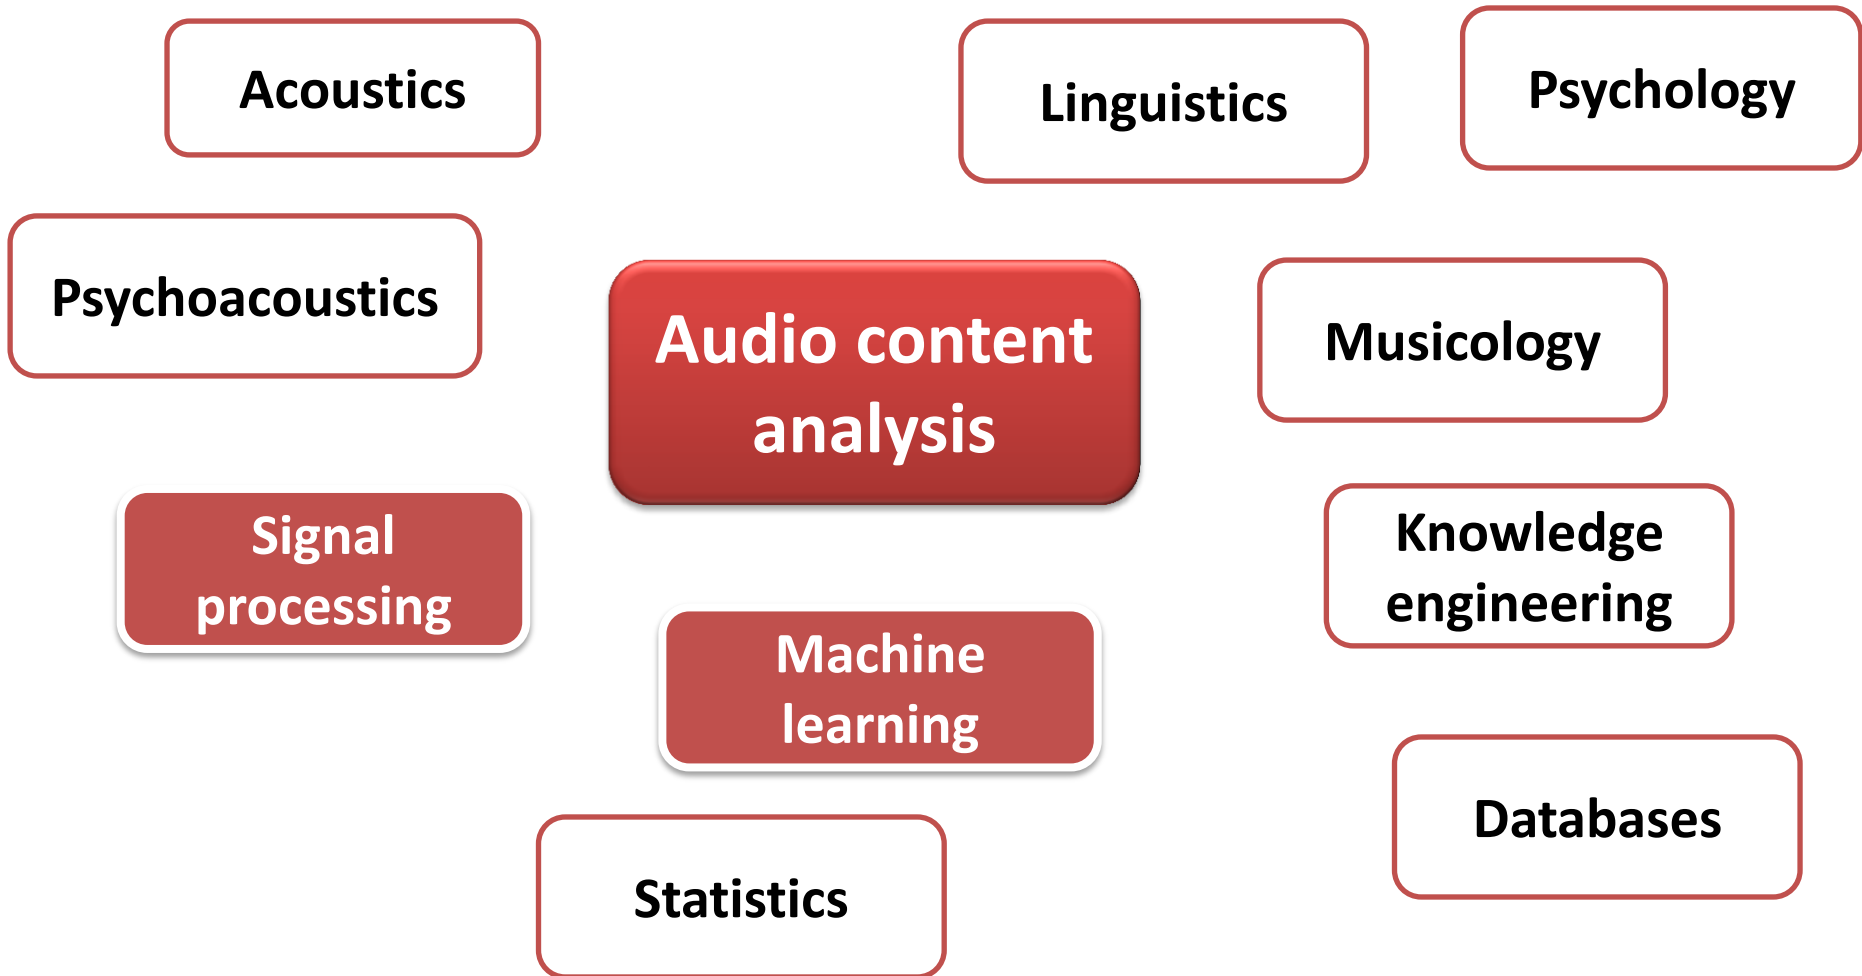 Acoustics
Linguistics
Psychology
Psychoacoustics
Audio content
analysis
Musicology
Signal
processing
Machine
learning
Knowledge
engineering
Databases
Statistics